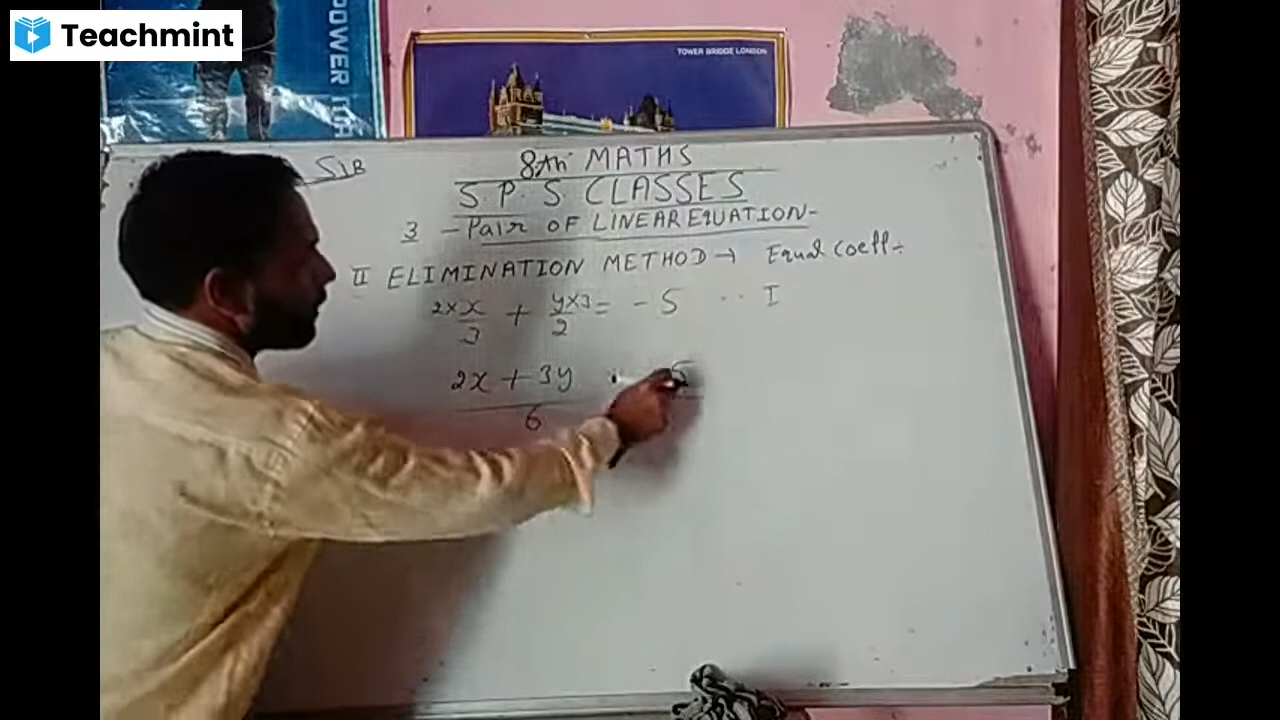 Teachmint
POWER
TOWER BRIDGE LONDON
SIR
8th MATHS
S.P.S CLASSES
3 - Pair OF LINEAR EQUATION-
II ELIMINATION METHOD → Equal coeff÷
2×x/3 + y×3/2 = -5 .. I
2x + 3y / 6